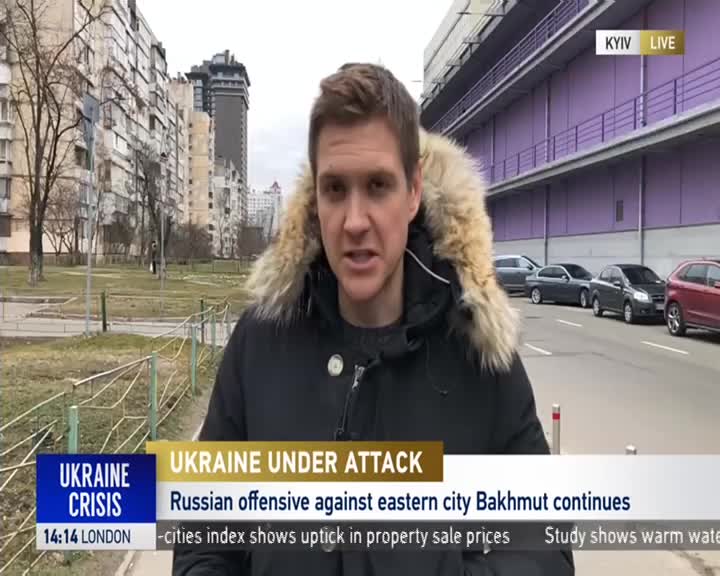 KYIV LIVE
UKRAINE UNDER ATTACK
UKRAINE
CRISIS
Russian offensive against eastern city Bakhmut continues
14:14 LONDON
-cities index shows uptick in property sale prices Study shows warm wate